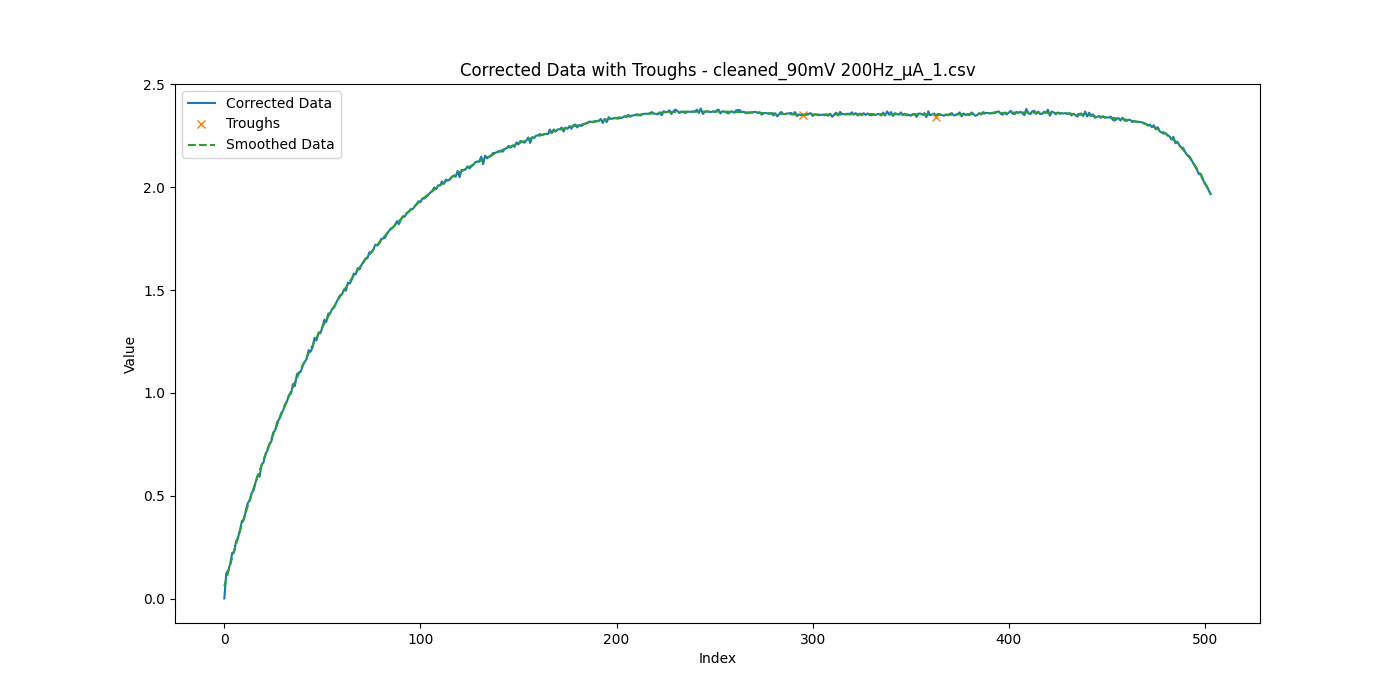 Corrected Data with Troughs - cleaned_90mV 200Hz_µA_1.csv
Corrected Data
Troughs
Smoothed Data
2.5
2.0
1.5
1.0
0.5
0.0
Value
0 100 200 300 400 500
Index